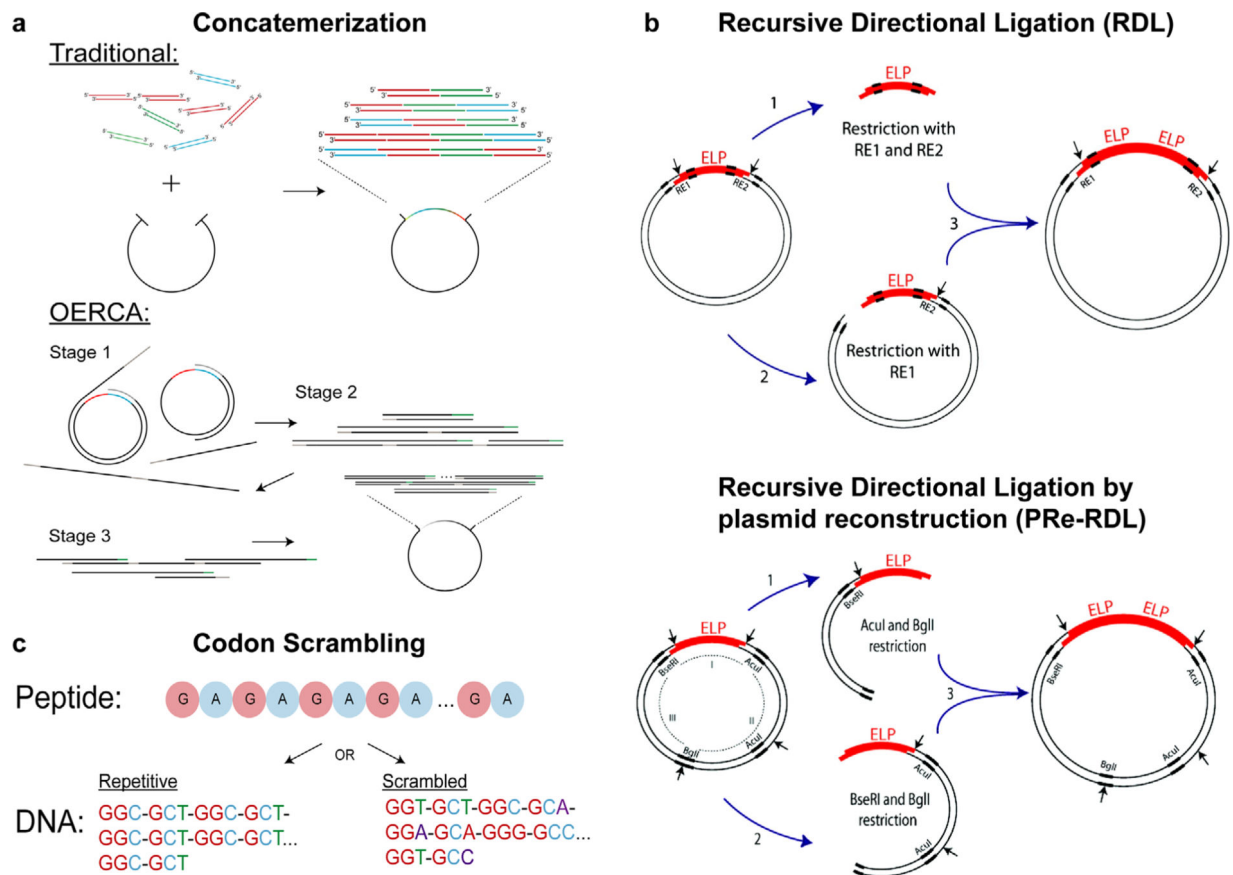 a
Concatemerization
Traditional:
5' 3'
3' 5'
+
OERCA:
Stage 1
Stage 2
...
Stage 3
b
Recursive Directional Ligation (RDL)
ELP
RE1
RE2
1
ELP
Restriction with
RE1 and RE2
2
ELP
RE2
Restriction with
RE1
3
ELP ELP
RE1
RE2
Recursive Directional Ligation by
plasmid reconstruction (PRe-RDL)
ELP
BseRI
AcuI
I
II
III
BglI
AcuI
1
ELP
BseRI
AcuI and BglI
restriction
2
ELP
AcuI
BseRI and BglI
restriction
AcuI
3
ELP ELP
BseRI
AcuI
BglI
AcuI
c
Codon Scrambling
Peptide:
G A G A G A G A ... G A
OR
Repetitive
Scrambled
DNA:
GGC-GCT-GGC-GCT-
GGC-GCT-GGC-GCT...
GGC-GCT
GGT-GCT-GGC-GCA-
GGA-GCA-GGG-GCC...
GGT-GCC